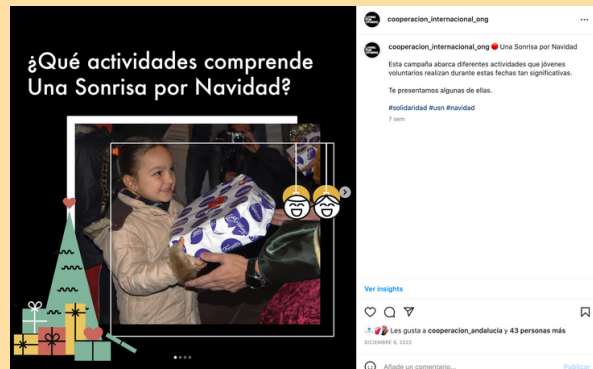 ¿Qué actividades comprende
Una Sonrisa por Navidad?
cooperacion_internacional_ong
cooperacion_internacional_ong 🔴 Una Sonrisa por Navidad
Esta campaña abarca diferentes actividades que jóvenes
voluntarios realizan durante estas fechas tan significativas.
Te presentamos algunas de ellas.
#solidaridad #usn #navidad
7 sem
Ver insights
Les gusta a cooperacion_andalucia y 43 personas más
DICIEMBRE 9, 2022
Añade un comentario...
Publicar